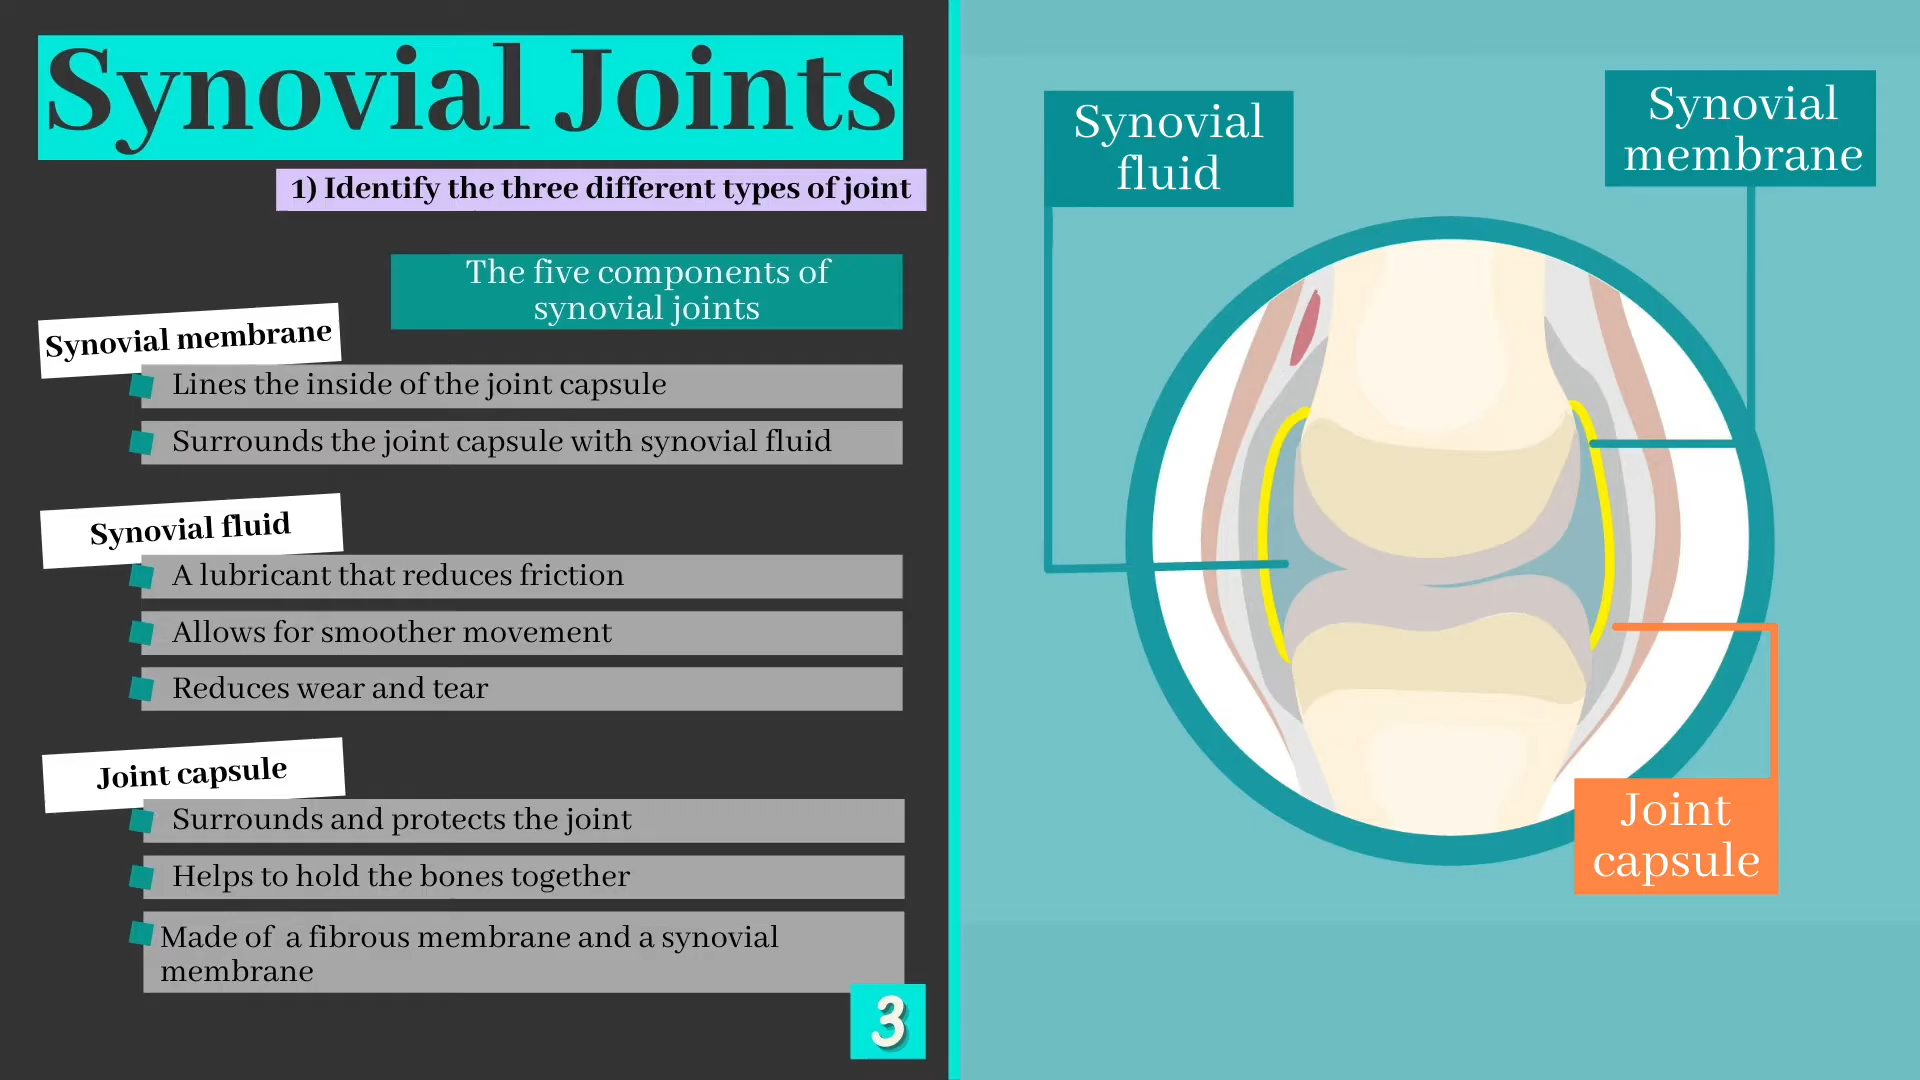 Synovial Joints
1) Identify the three different types of joint
The five components of
synovial joints
Synovial membrane
Lines the inside of the joint capsule
Surrounds the joint capsule with synovial fluid
Synovial fluid
A lubricant that reduces friction
Allows for smoother movement
Reduces wear and tear
Joint capsule
Surrounds and protects the joint
Helps to hold the bones together
Made of a fibrous membrane and a synovial
membrane
3
Synovial
fluid
Synovial
membrane
Joint
capsule